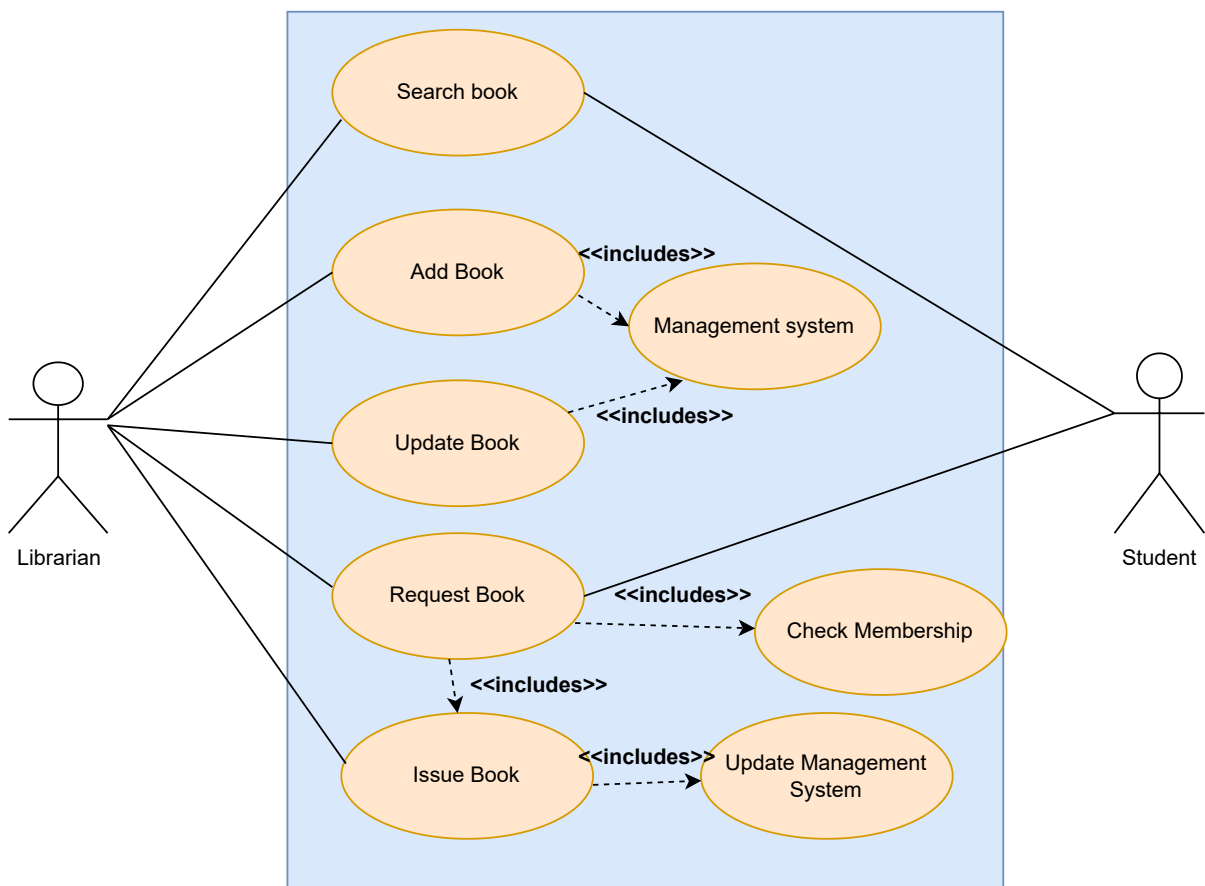 Search book
Add Book
<<includes>>
Management system
Update Book
<<includes>>
Librarian
Student
Request Book
<<includes>>
Check Membership
<<includes>>
Issue Book
<<includes>>
Update Management
System